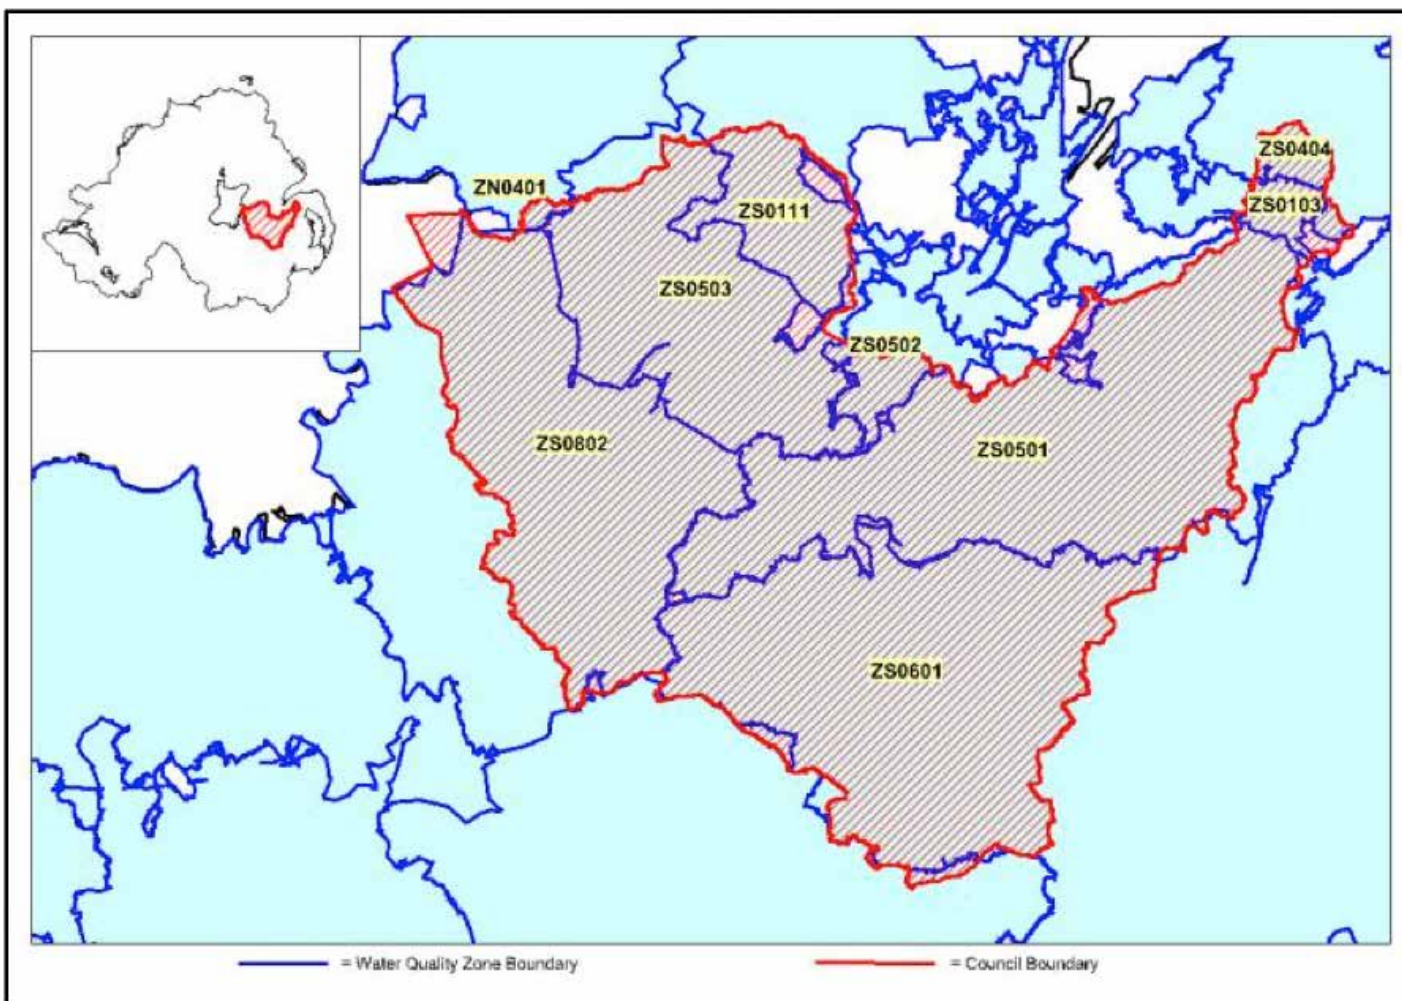 ZS0404
ZN0401
ZS0103
ZS0111
ZS0503
ZS0502
ZS0802
ZS0501
ZS0601
= Water Quality Zone Boundary
= Council Boundary